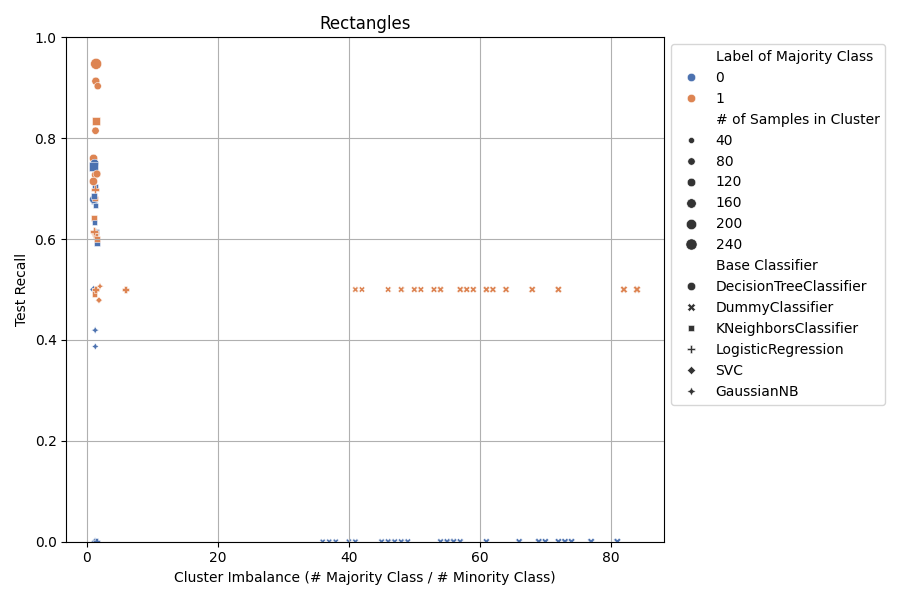 Rectangles
1.0
0.8
0.6
0.4
0.2
0.0
Test Recall
0
20
40
60
80
Cluster Imbalance (# Majority Class / # Minority Class)
Label of Majority Class
0
1
# of Samples in Cluster
40
80
120
160
200
240
Base Classifier
DecisionTreeClassifier
DummyClassifier
KNeighborsClassifier
LogisticRegression
SVC
GaussianNB